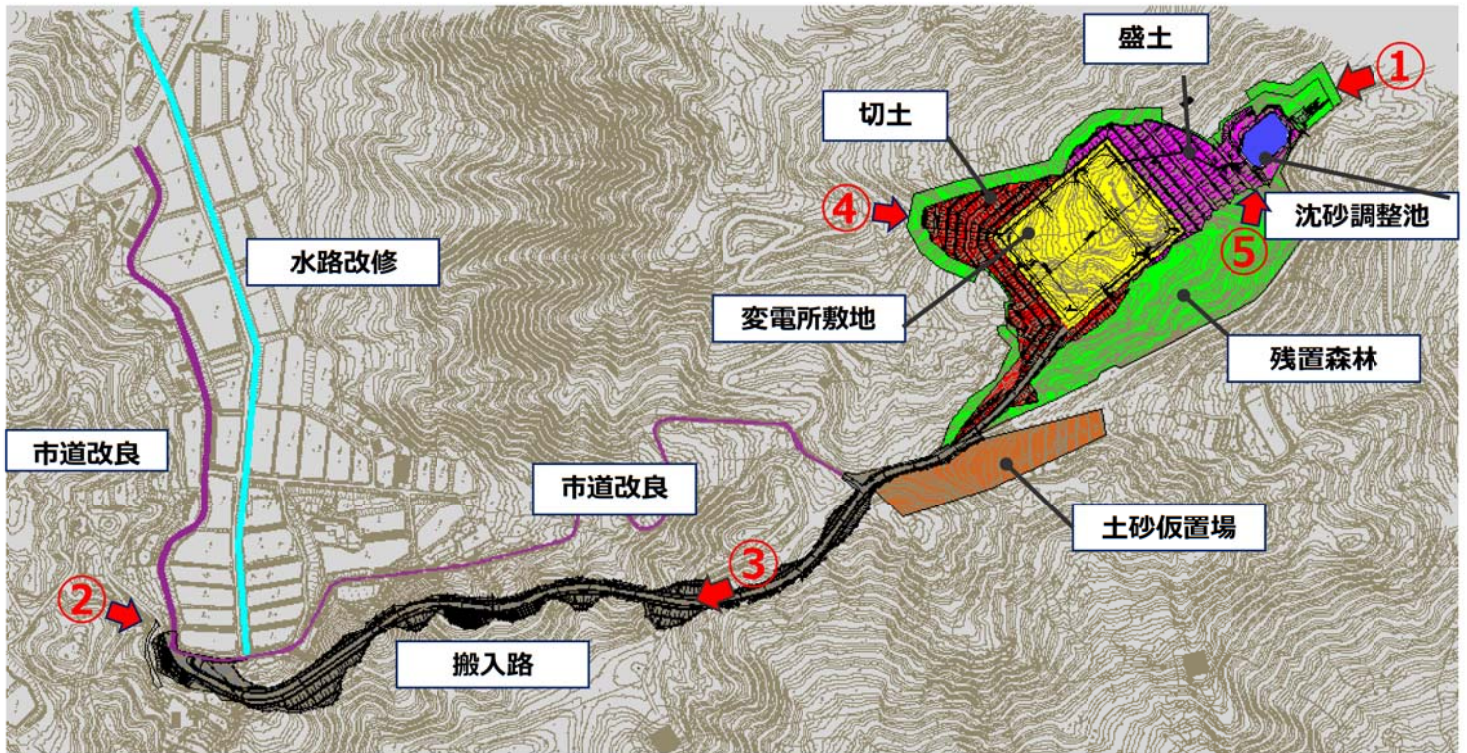 盛土
①
切土
④
沈砂調整池
⑤
水路改修
変電所敷地
残置森林
市道改良
市道改良
土砂仮置場
③
②
搬入路